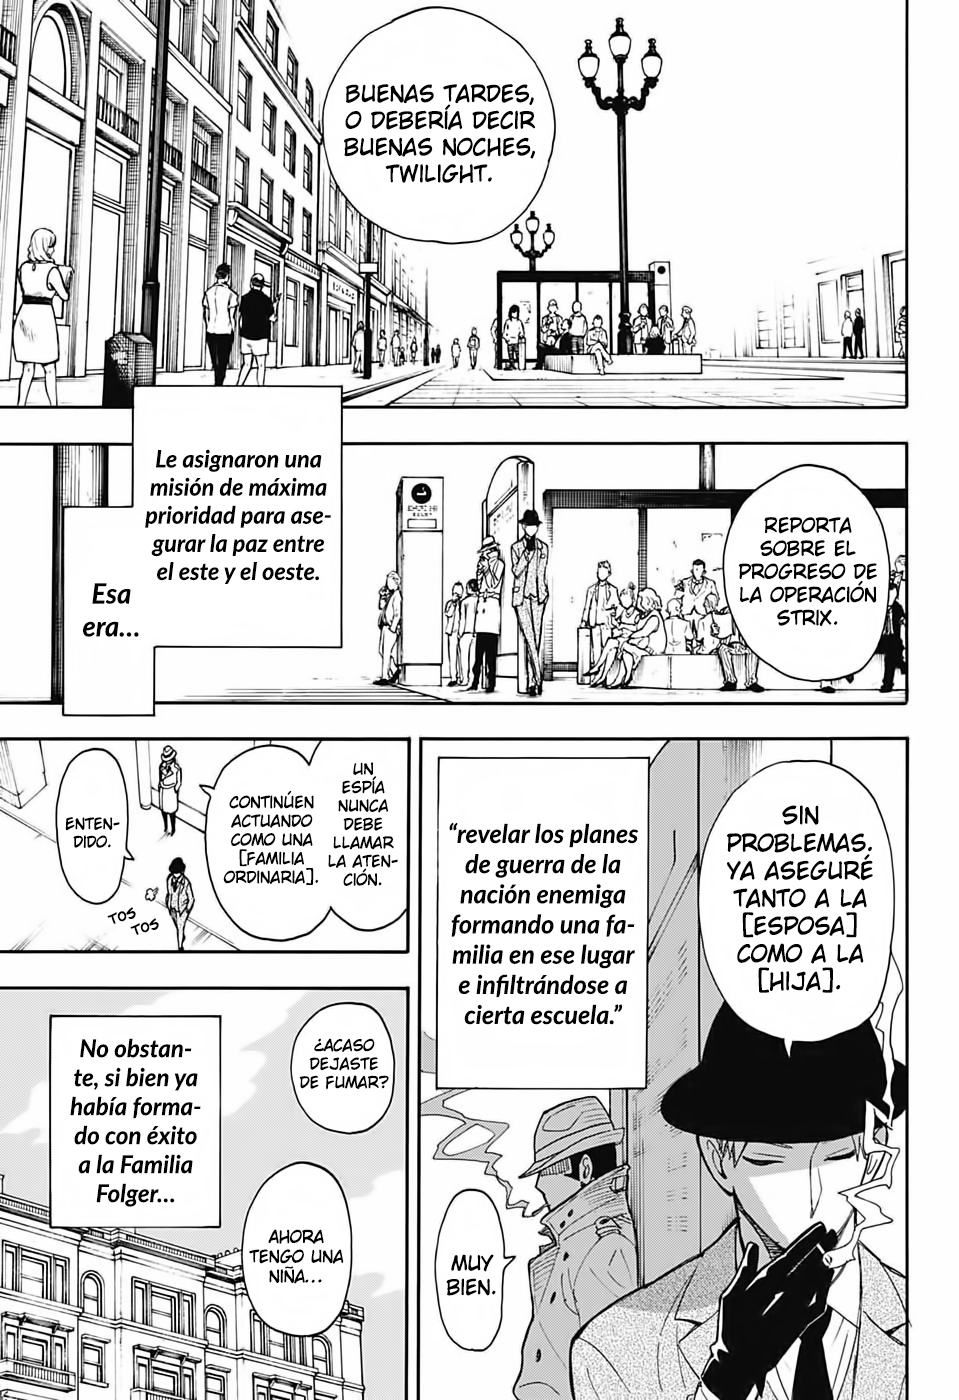 BUENAS TARDES,
O DEBERÍA DECIR
BUENAS NOCHES,
TWILIGHT.
REPORTA
SOBRE EL
PROGRESO DE
LA OPERACIÓN
STRIX.
Le asignaron una
misión de máxima
prioridad para ase-
gurar la paz entre
el este y el oeste.
Esa
era...
SIN
PROBLEMAS.
YA ASEGURÉ
TANTO A LA
[ESPOSA]
COMO A LA
[HIJA].
“revelar los planes
de guerra de la
nación enemiga
formando una fa-
milia en ese lugar
e infiltrándose a
cierta escuela.”
MUY
BIEN.
UN
ESPÍA
NUNCA
DEBE
LLAMAR
LA ATEN-
CIÓN.
CONTINÚEN
ACTUANDO
COMO UNA
[FAMILIA
ORDINARIA].
ENTEN-
DIDO.
TOS
TOS
¿ACASO
DEJASTE
DE FUMAR?
No obstan-
te, si bien ya
había forma-
do con éxito
a la Familia
Folger...
AHORA
TENGO UNA
NIÑA...